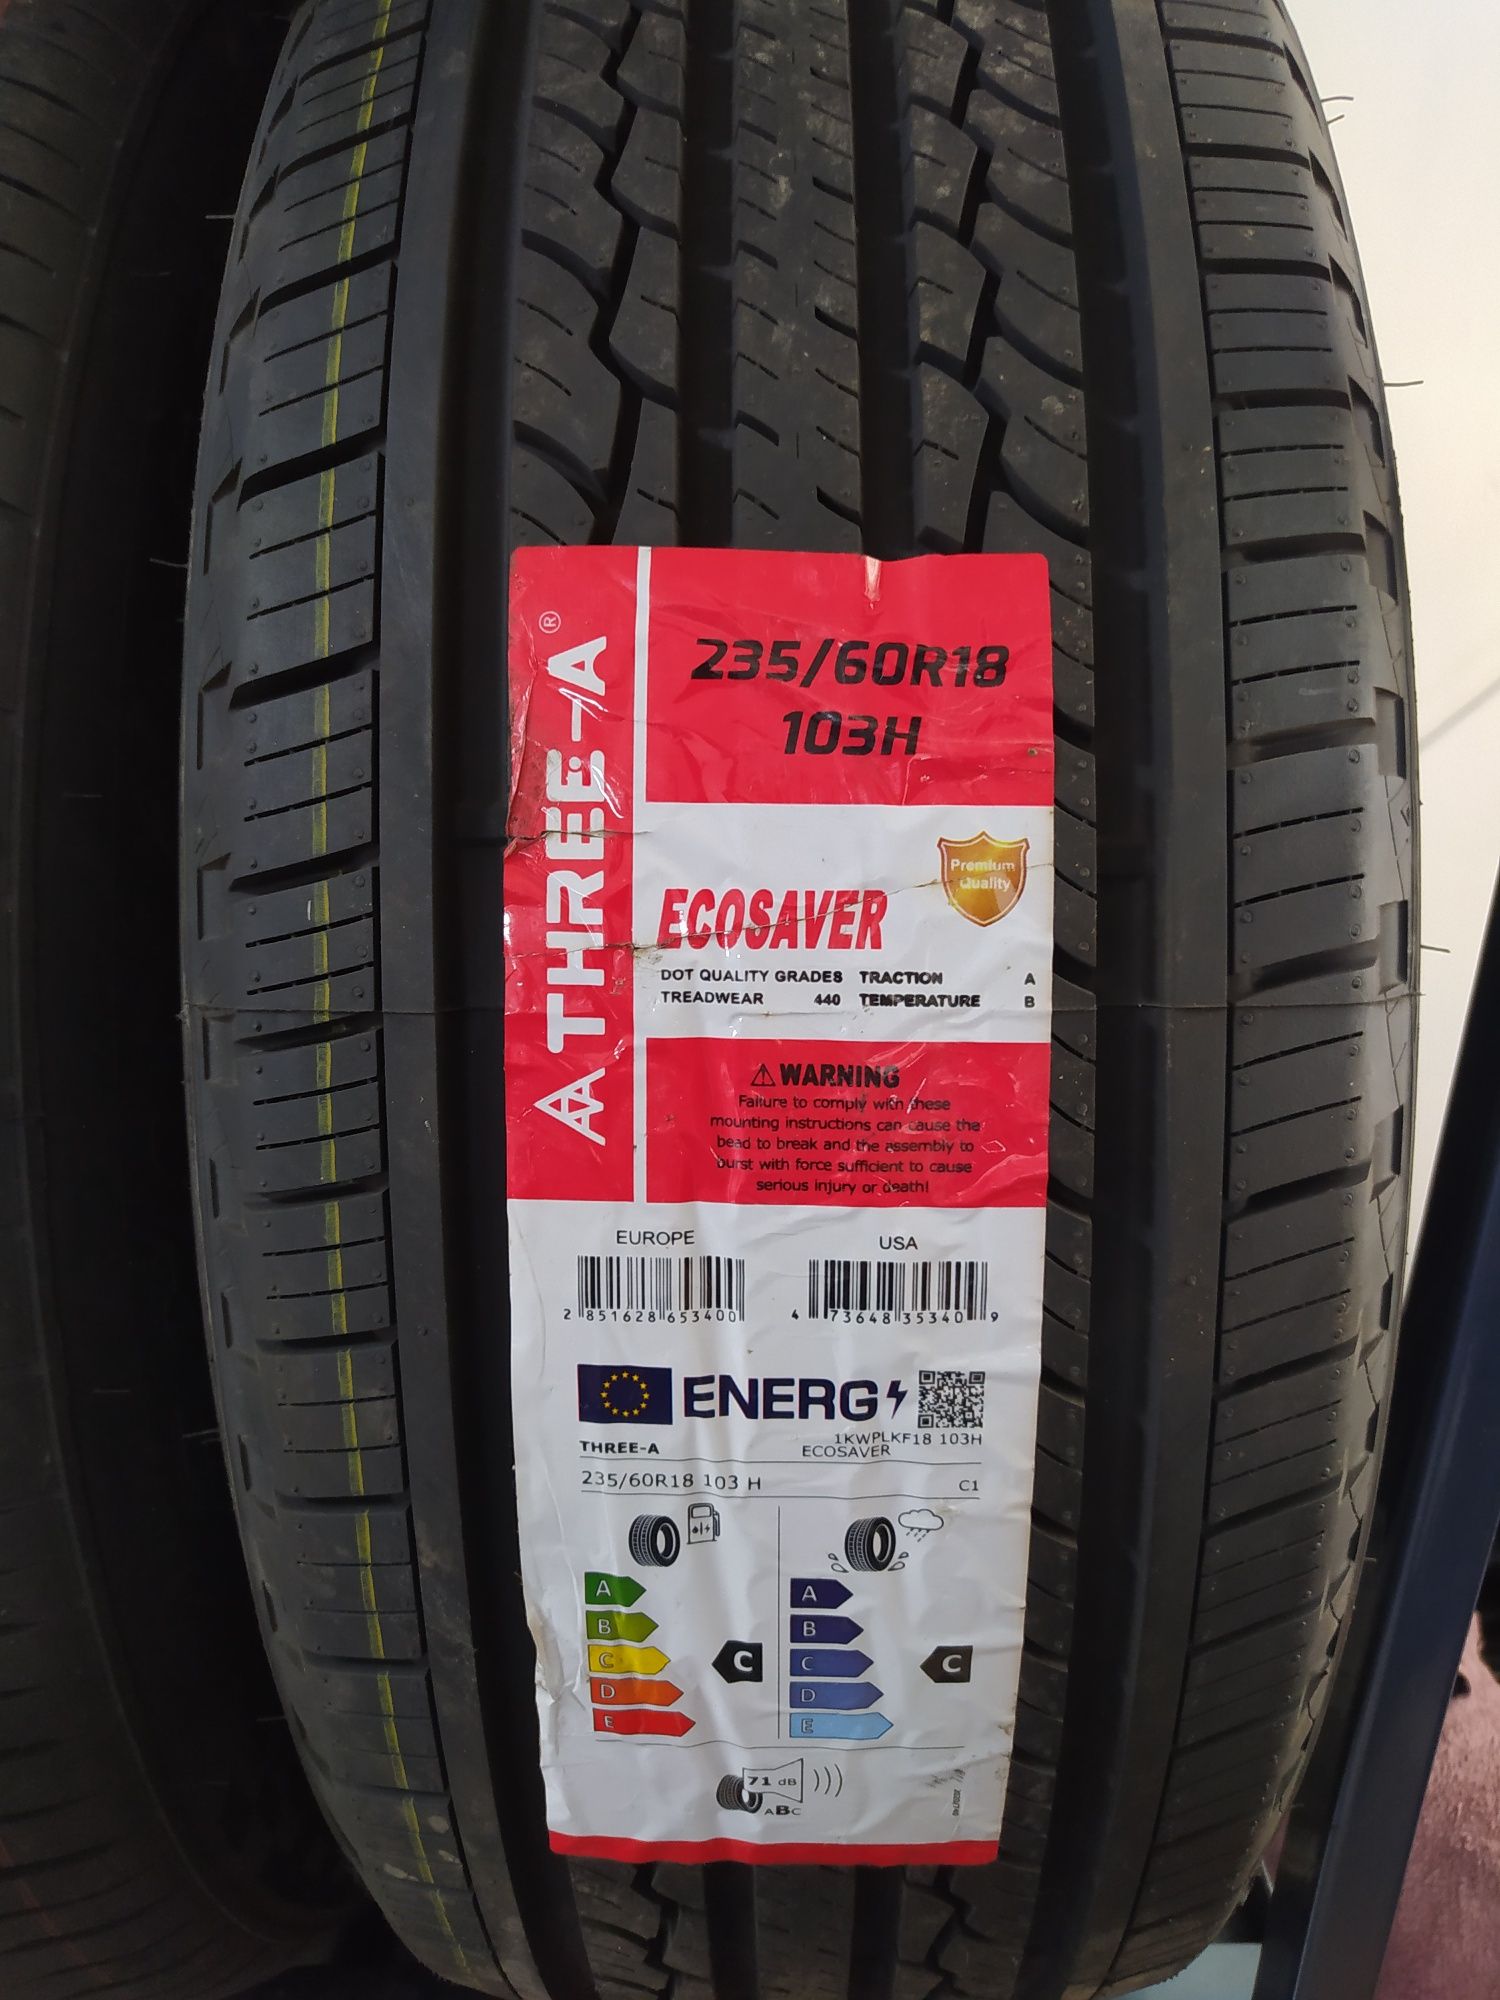 THREE-A®
235/60R18
103H
Premium
Quality
ECOSAVER
DOT QUALITY GRADES TRACTION A
TREADWEAR 440 TEMPERATURE B
WARNING
Failure to comply with these
mounting instructions can cause the
bead to break and the assembly to
burst with force sufficient to cause
serious injury or death!
EUROPE
2 851628 653400
USA
4 73648 35340 9
ENERG
1KWPLKF18 103H
THREE-A ECOSAVER
235/60R18 103 H C1
A
B
C
D
E
C
A
B
C
D
E
C
71 dB
ABC